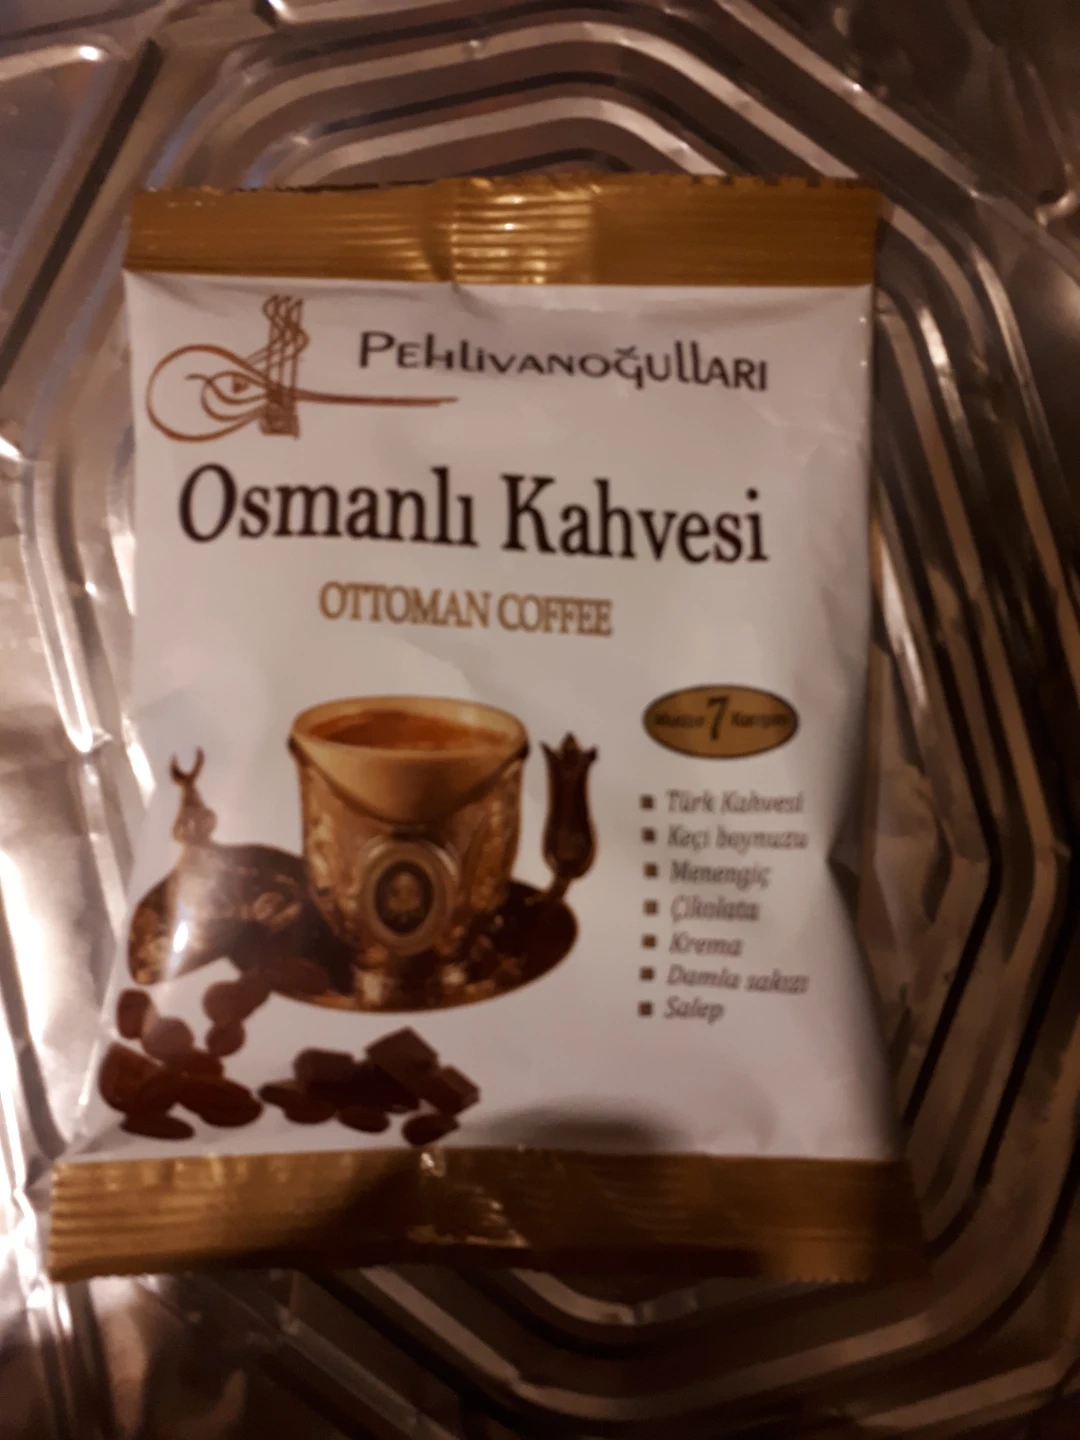 PEHLİVANOĞULLARI
Osmanlı Kahvesi
OTTOMAN COFFEE
7
Türk Kahvesi
Keçi boynuzu
Menengiç
Çikolata
Krema
Damla sakızı
Salep